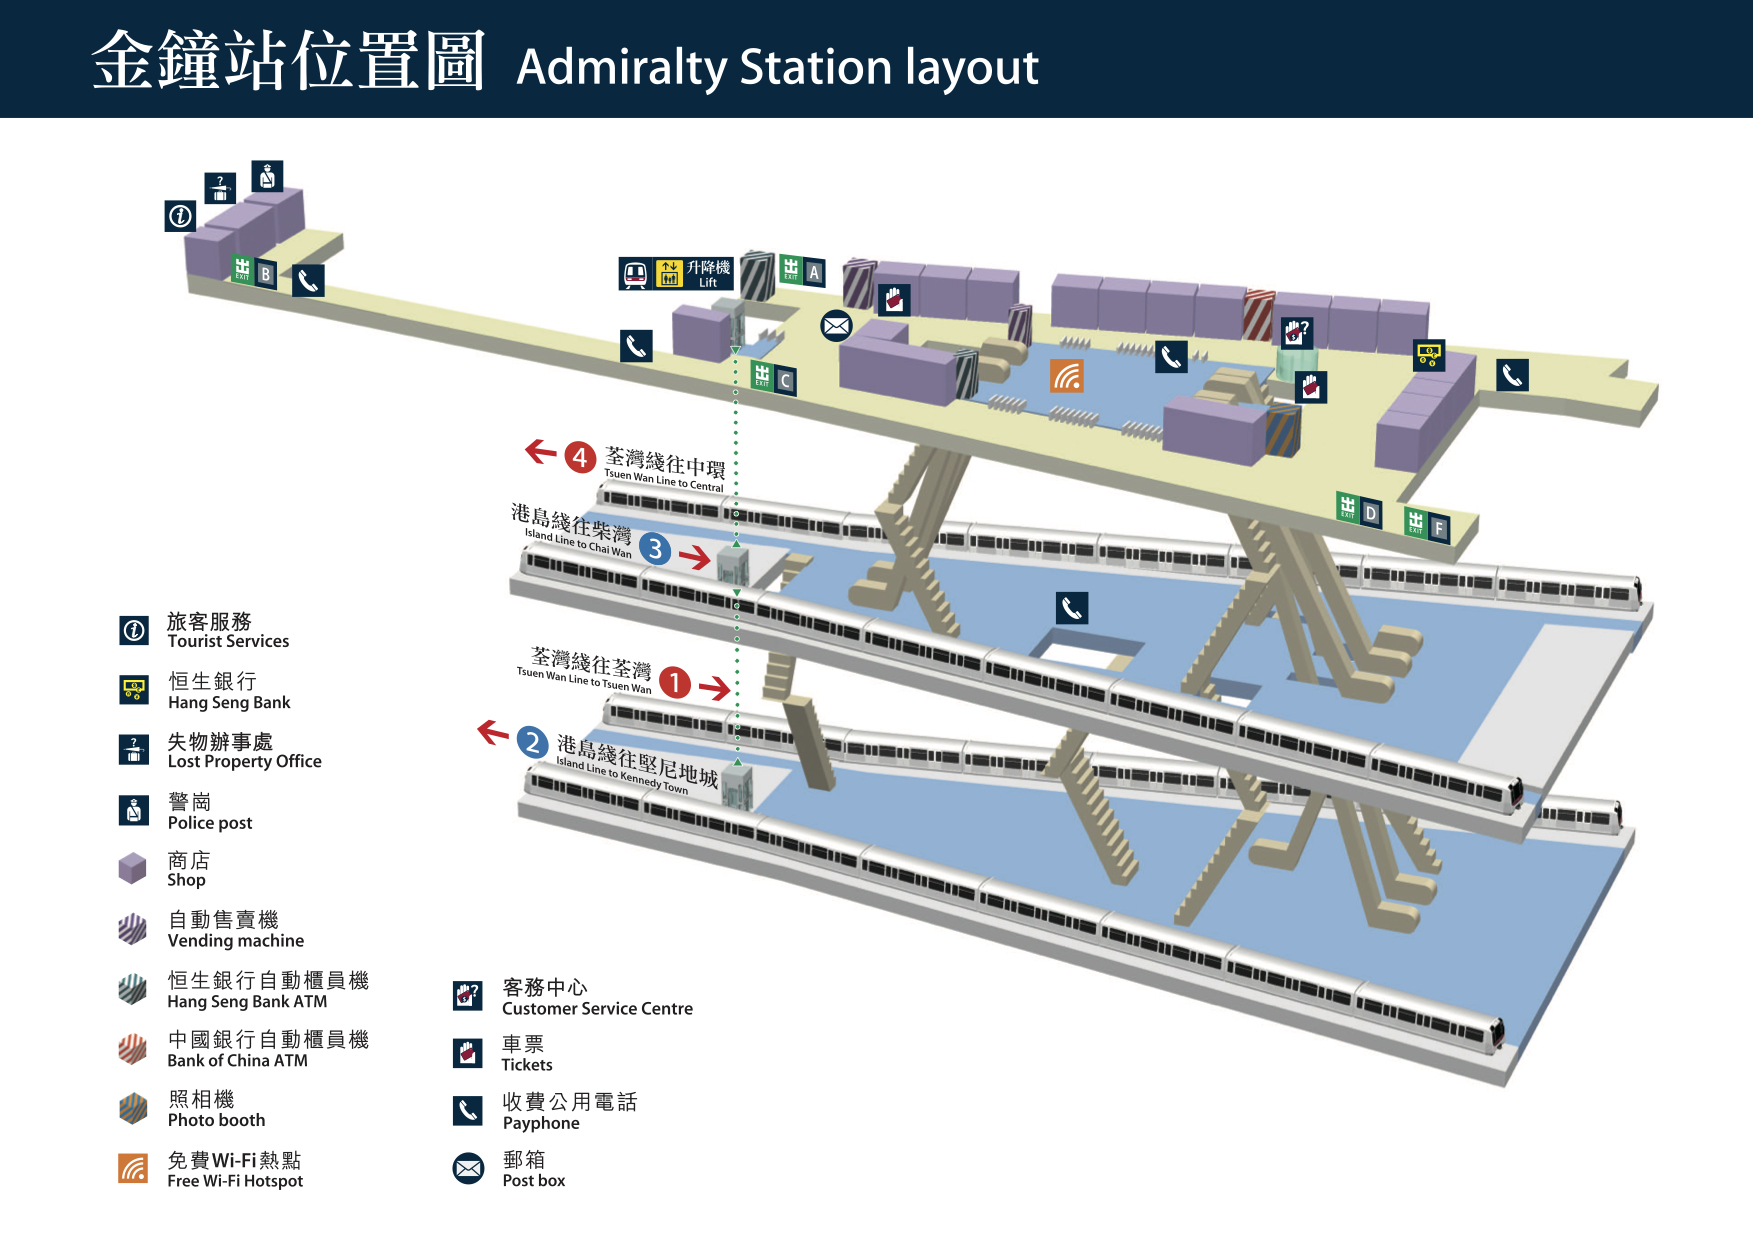 金鐘站位置圖 Admiralty Station layout
?
i
出 EXIT B
升降機
Lift
出 EXIT A
出 EXIT C
?
出 EXIT D
出 EXIT F
4 荃灣綫往中環
Tsuen Wan Line to Central
港島綫往柴灣 3
Island Line to Chai Wan
荃灣綫往荃灣 1
Tsuen Wan Line to Tsuen Wan
2 港島綫往堅尼地城
Island Line to Kennedy Town
i 旅客服務
Tourist Services
恒生銀行
Hang Seng Bank
? 失物辦事處
Lost Property Office
警崗
Police post
商店
Shop
自動售賣機
Vending machine
恒生銀行自動櫃員機
Hang Seng Bank ATM
中國銀行自動櫃員機
Bank of China ATM
照相機
Photo booth
免費Wi-Fi熱點
Free Wi-Fi Hotspot
? 客務中心
Customer Service Centre
車票
Tickets
收費公用電話
Payphone
郵箱
Post box